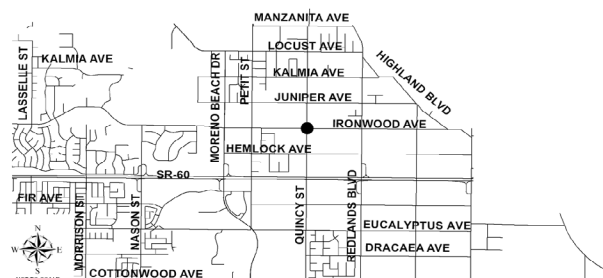 MANZANITA AVE
LOCUST AVE
KALMIA AVE
KALMIA AVE
HIGHLAND BLVD
LASSELLE ST
MORENO BEACH DR
PETIT ST
JUNIPER AVE
IRONWOOD AVE
HEMLOCK AVE
SR-60
FIR AVE
MORRISON ST
NASON ST
QUINCY ST
REDLANDS BLVD
EUCALYPTUS AVE
DRACAEA AVE
COTTONWOOD AVE
N
W
E
S